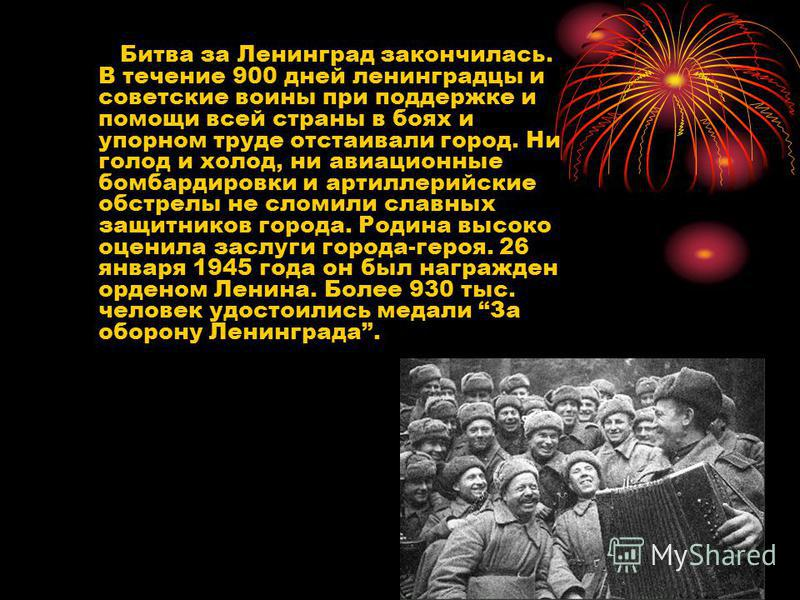 Битва за Ленинград закончилась.
В течение 900 дней ленинградцы и
советские воины при поддержке и
помощи всей страны в боях и
упорном труде отстаивали город. Ни
голод и холод, ни авиационные
бомбардировки и артиллерийские
обстрелы не сломили славных
защитников города. Родина высоко
оценила заслуги города-героя. 26
января 1945 года он был награжден
орденом Ленина. Более 930 тыс.
человек удостоились медали “За
оборону Ленинграда”.
MyShared